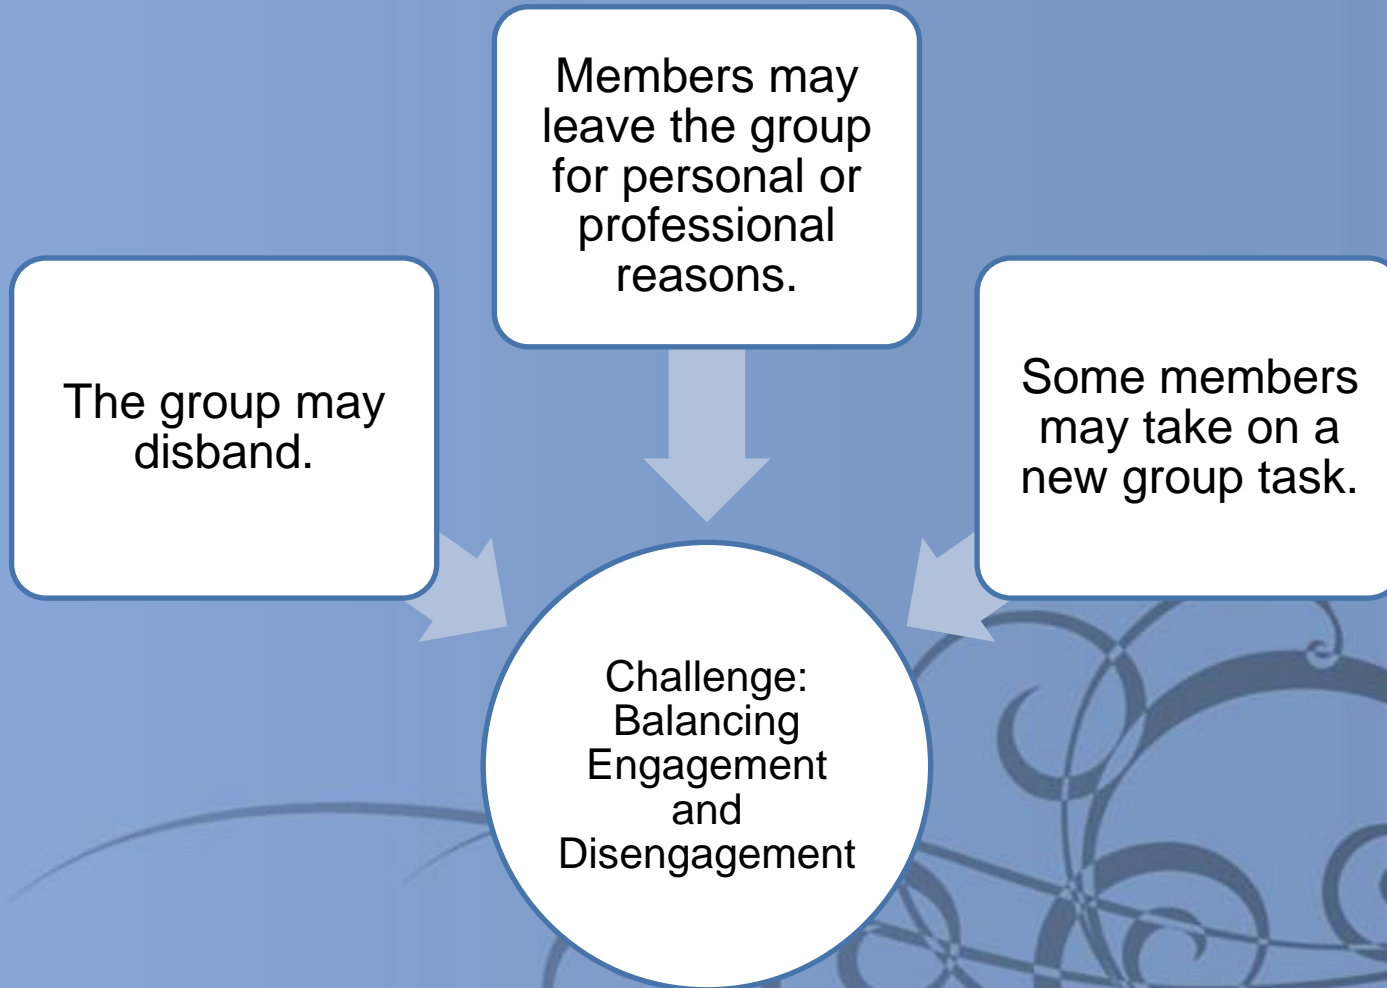 Members may
leave the group
for personal or
professional
reasons.
The group may
disband.
Some members
may take on a
new group task.
Challenge:
Balancing
Engagement
and
Disengagement